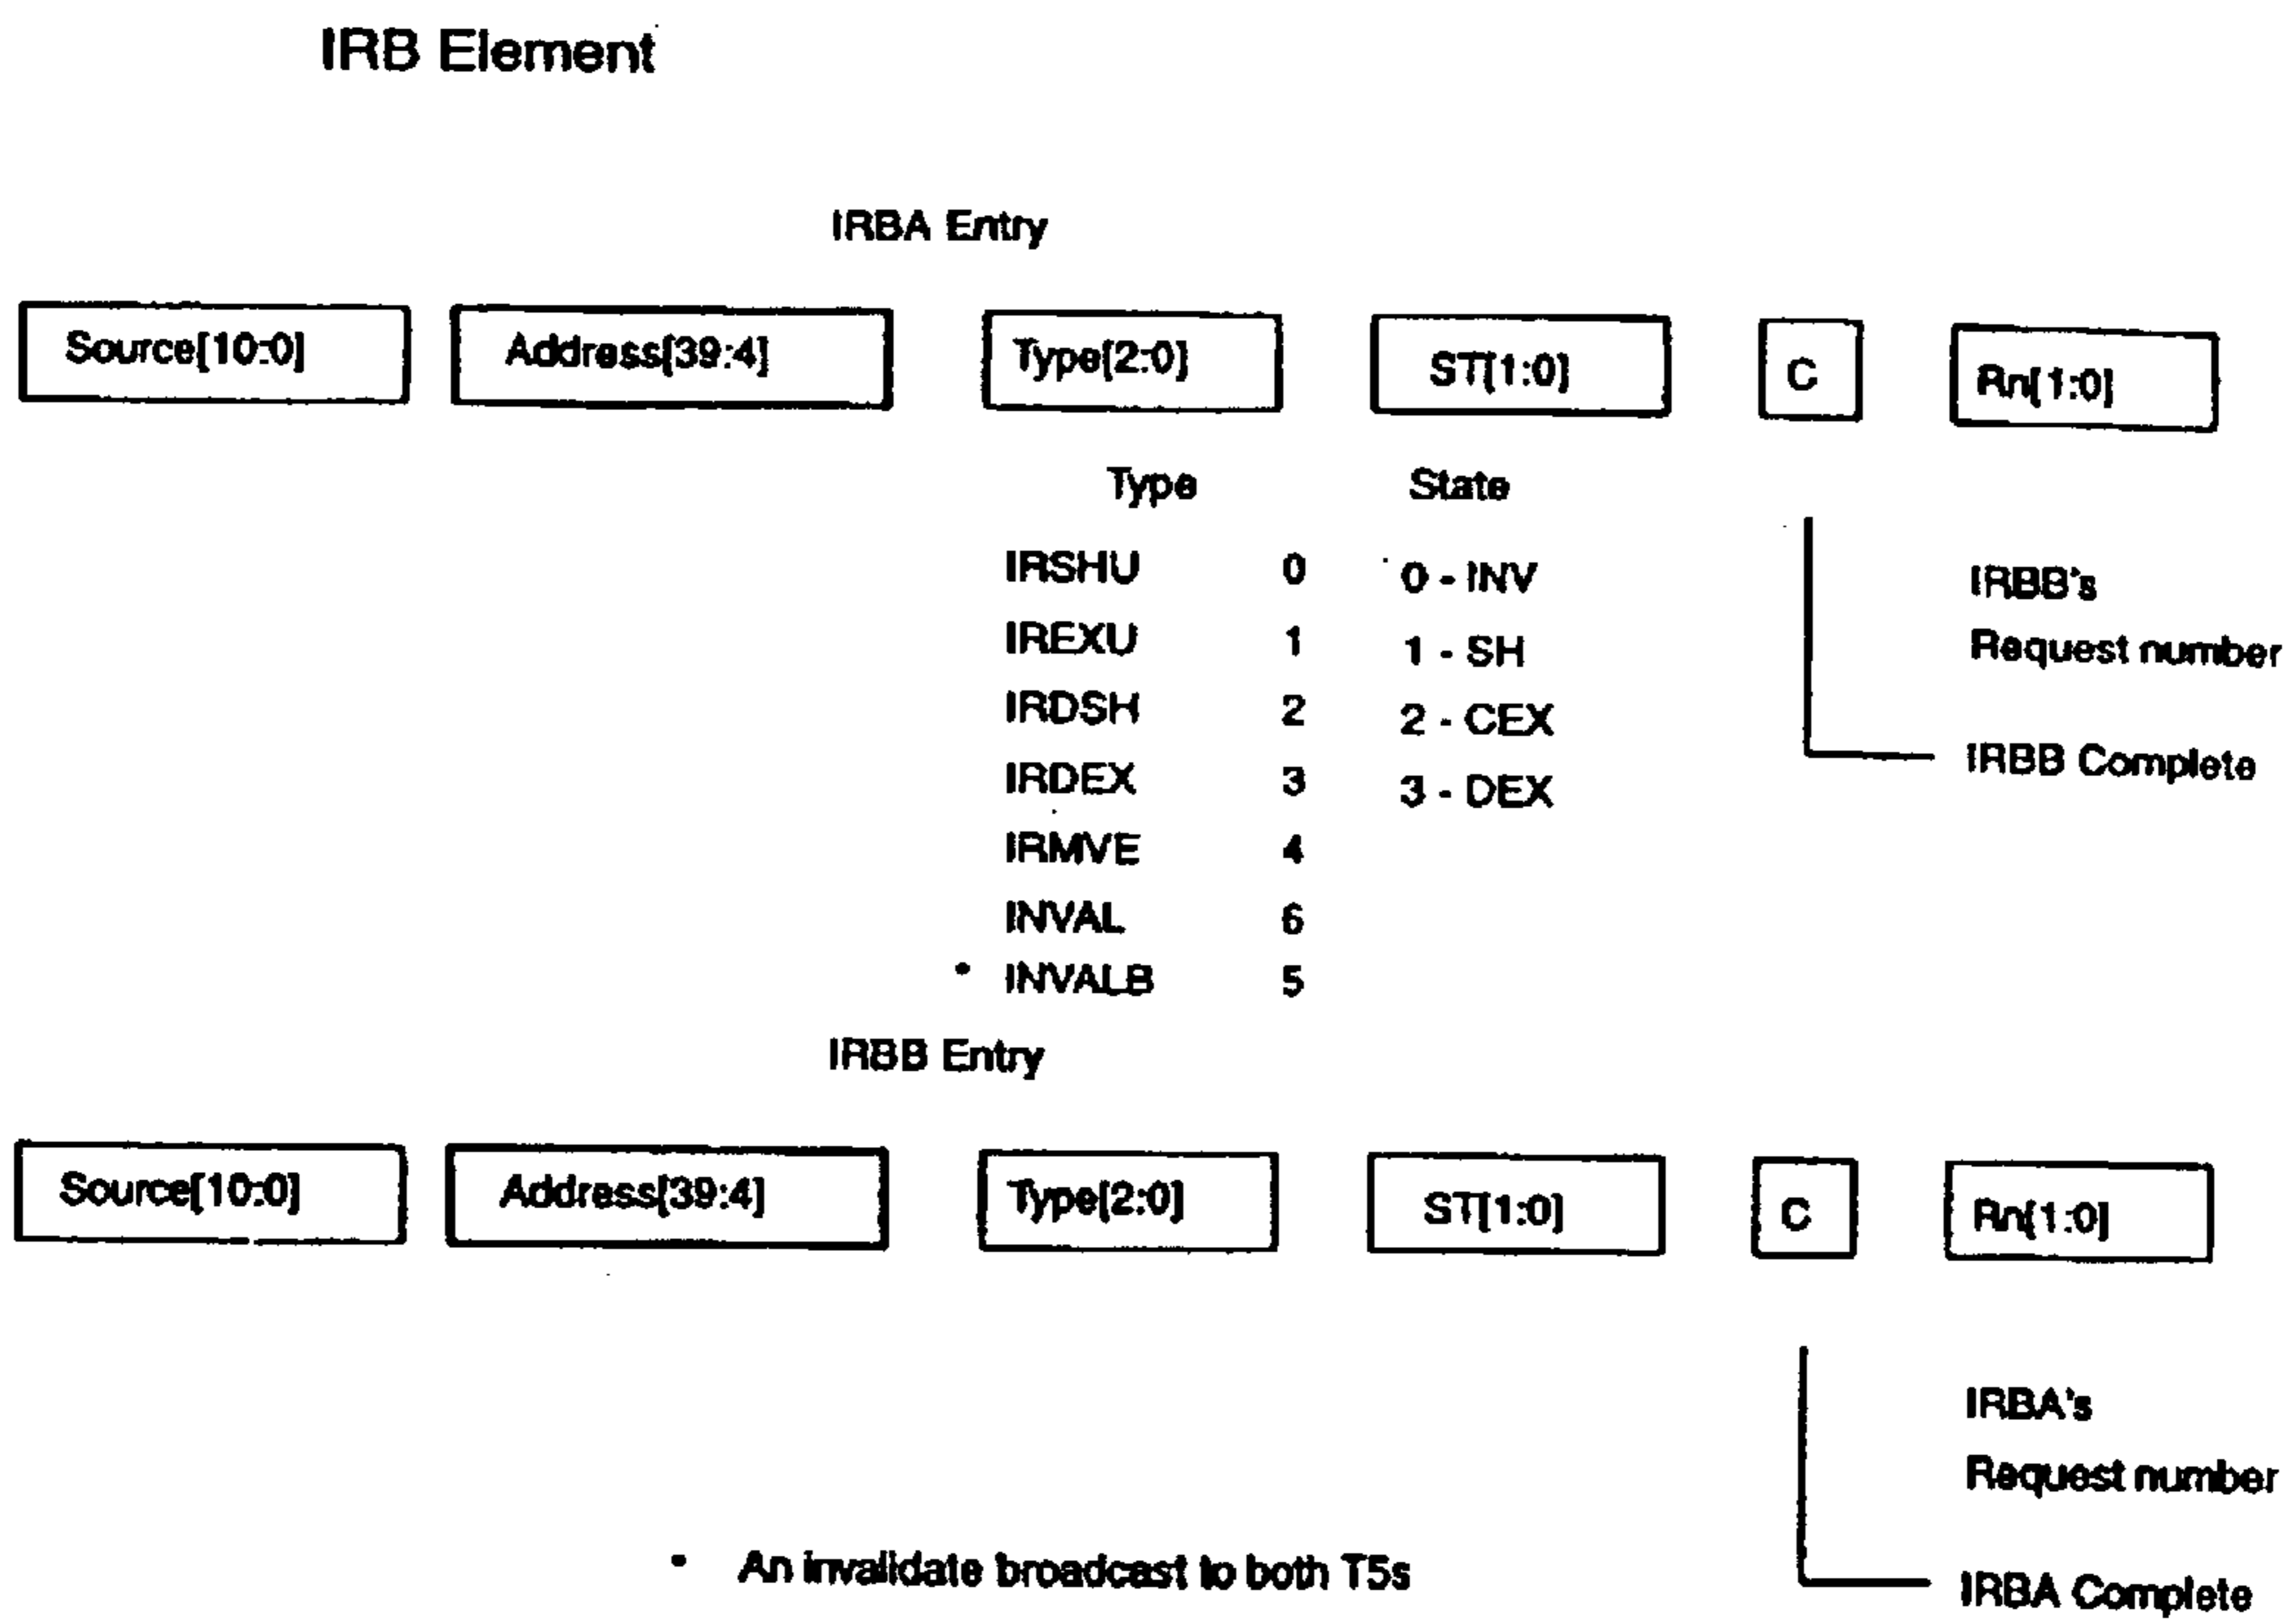 IRB Element
IRBA Entry
Source[10:0] Address[39:4] Type[2:0] ST[1:0] C Rn[1:0]
Type State
IRSHU 0 0 - INV IRBB's
IREXU 1 1 - SH Request number
IRDSH 2 2 - CEX
IRDEX 3 3 - DEX IRBB Complete
IRMVE 4
INVAL 6
• INVALB 5
IRBB Entry
Source[10:0] Address[39:4] Type[2:0] ST[1:0] C Rn[1:0]
IRBA's
Request number
• An invalidate broadcast to both T5s
IRBA Complete